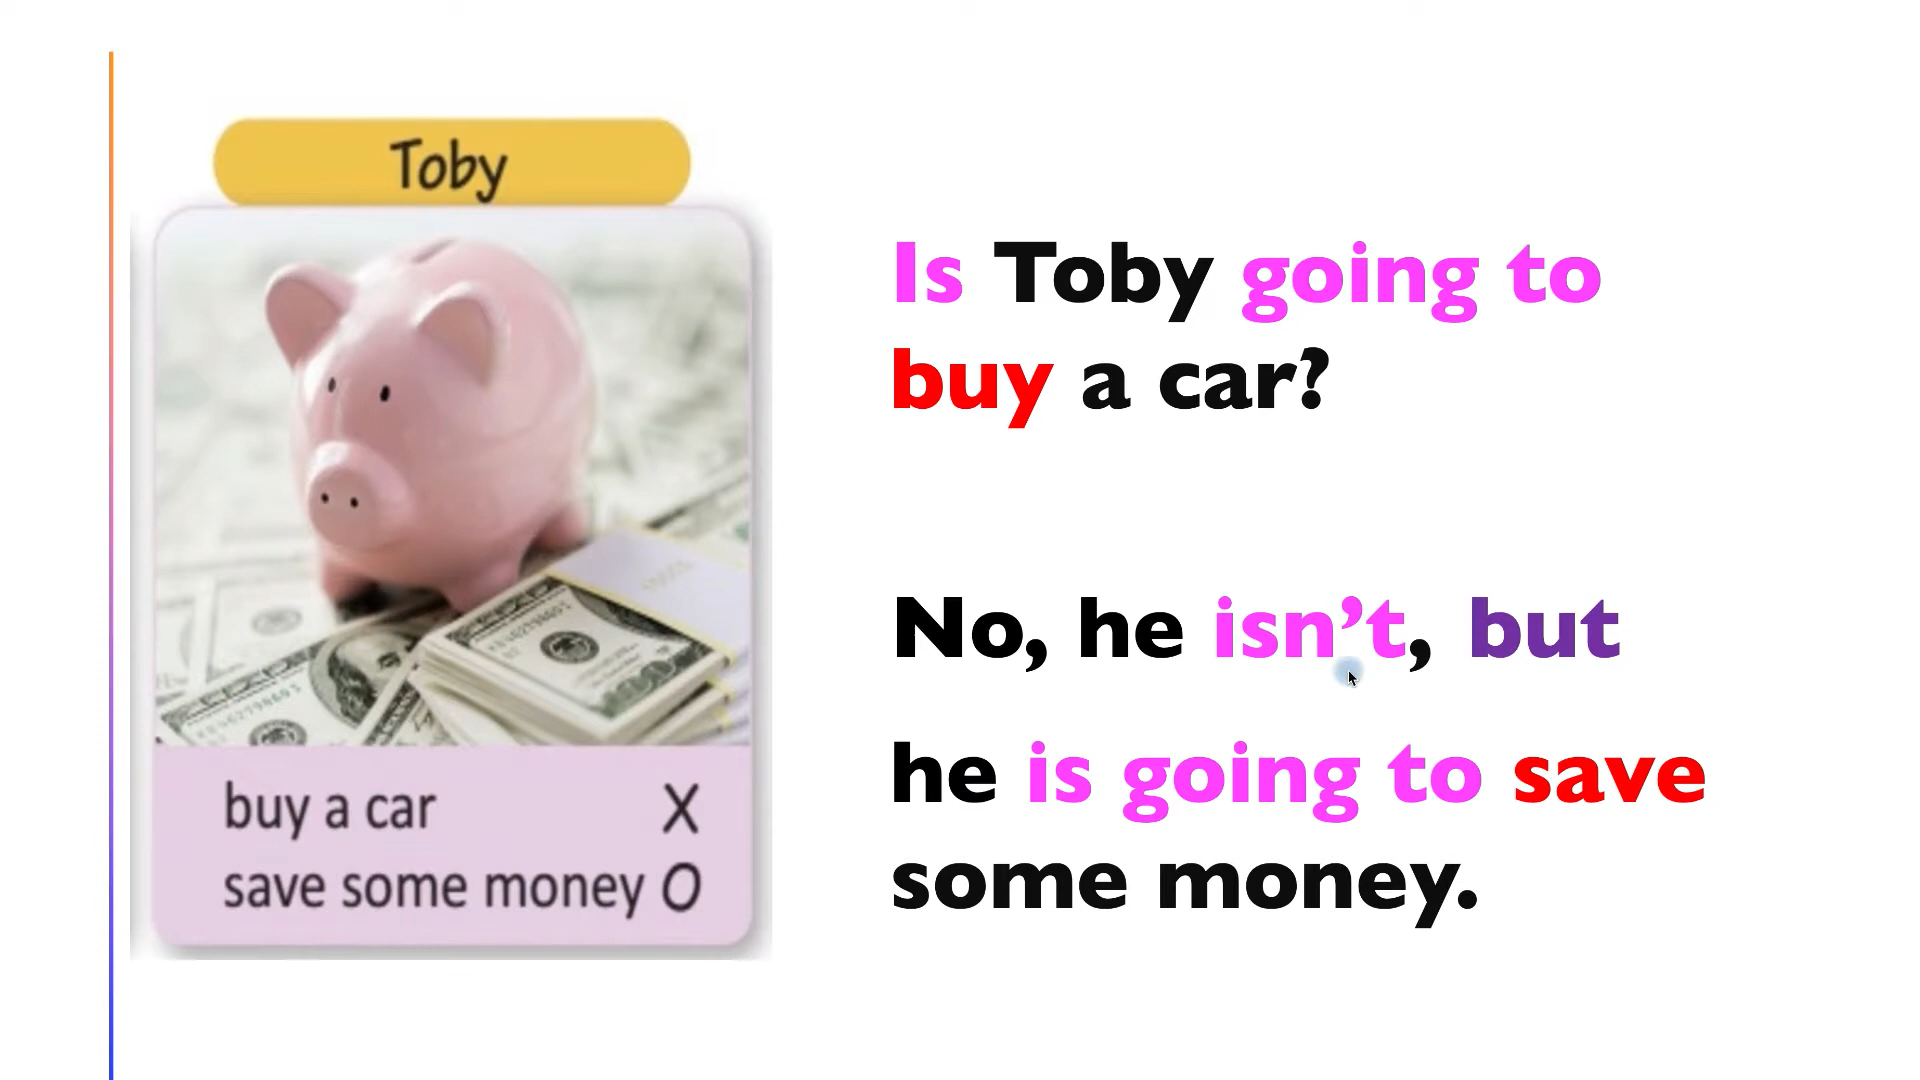 Toby
buy a car X
save some money O
Is Toby going to
buy a car?
No, he isn’t, but
he is going to save
some money.